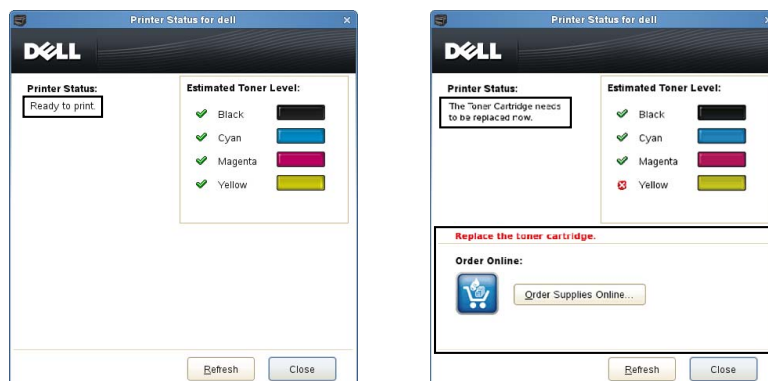 Printer Status for dell
DELL
Printer Status:
Ready to print.
Estimated Toner Level:
Black
Cyan
Magenta
Yellow
Refresh
Close
Printer Status for dell
DELL
Printer Status:
The Toner Cartridge needs
to be replaced now.
Estimated Toner Level:
Black
Cyan
Magenta
Yellow
Replace the toner cartridge.
Order Online:
Order Supplies Online...
Refresh
Close